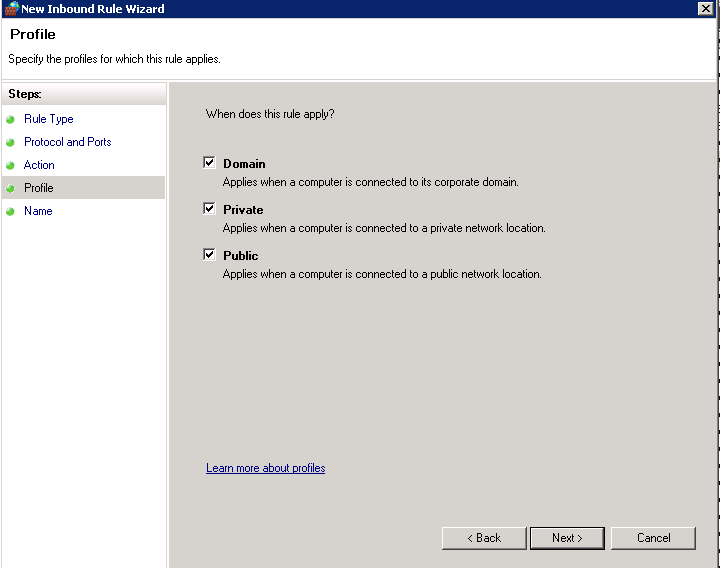 New Inbound Rule Wizard
Profile
Specify the profiles for which this rule applies.
Steps:
Rule Type
Protocol and Ports
Action
Profile
Name
When does this rule apply?
Domain
Applies when a computer is connected to its corporate domain.
Private
Applies when a computer is connected to a private network location.
Public
Applies when a computer is connected to a public network location.
Learn more about profiles
< Back
Next >
Cancel